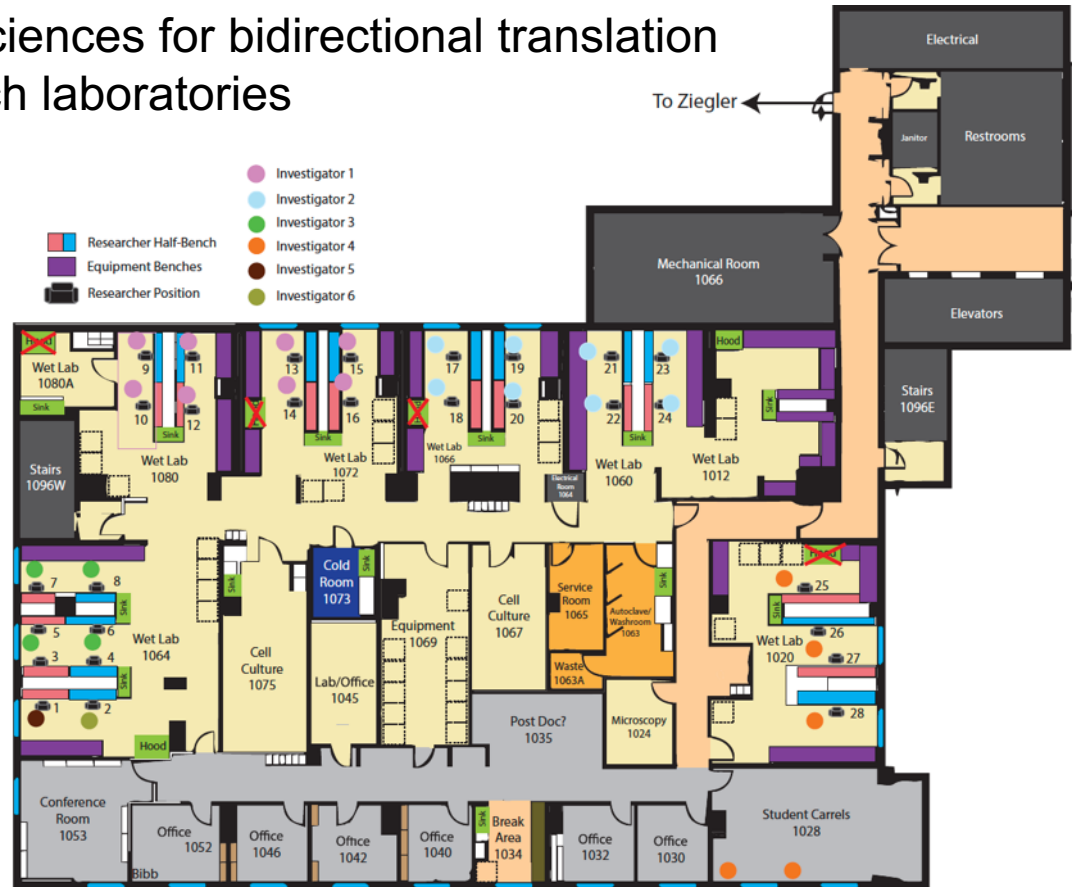 ciences for bidirectional translation
ch laboratories
To Ziegler
Electrical
Janitor
Restrooms
Investigator 1
Investigator 2
Investigator 3
Investigator 4
Investigator 5
Investigator 6
Researcher Half-Bench
Equipment Benches
Researcher Position
Mechanical Room
1066
Elevators
Stairs
1096E
Hood
Wet Lab
1080A
Sink
9
11
10
12
Sink
Wet Lab
1080
Stairs
1096W
13
15
14
16
Sink
Wet Lab
1072
17
19
18
20
Sink
Wet Lab
1066
21
23
22
24
Sink
Wet Lab
1060
Electrical
Room
1064
Hood
Sink
Wet Lab
1012
7
8
Sink
5
6
Wet Lab
1064
3
4
Sink
1
2
Hood
Sink
Cell
Culture
1075
Cold
Room
1073
Sink
Lab/Office
1045
Equipment
1069
Cell
Culture
1067
Service
Room
1065
Autoclave/
Washroom
1063
Sink
Waste
1063A
Microscopy
1024
Post Doc?
1035
Hood
25
Sink
26
Wet Lab
1020
27
28
Conference
Room
1053
Office
1052
Bibb
Office
1046
Office
1042
Office
1040
Sink
Break
Area
1034
Office
1032
Office
1030
Student Carrels
1028